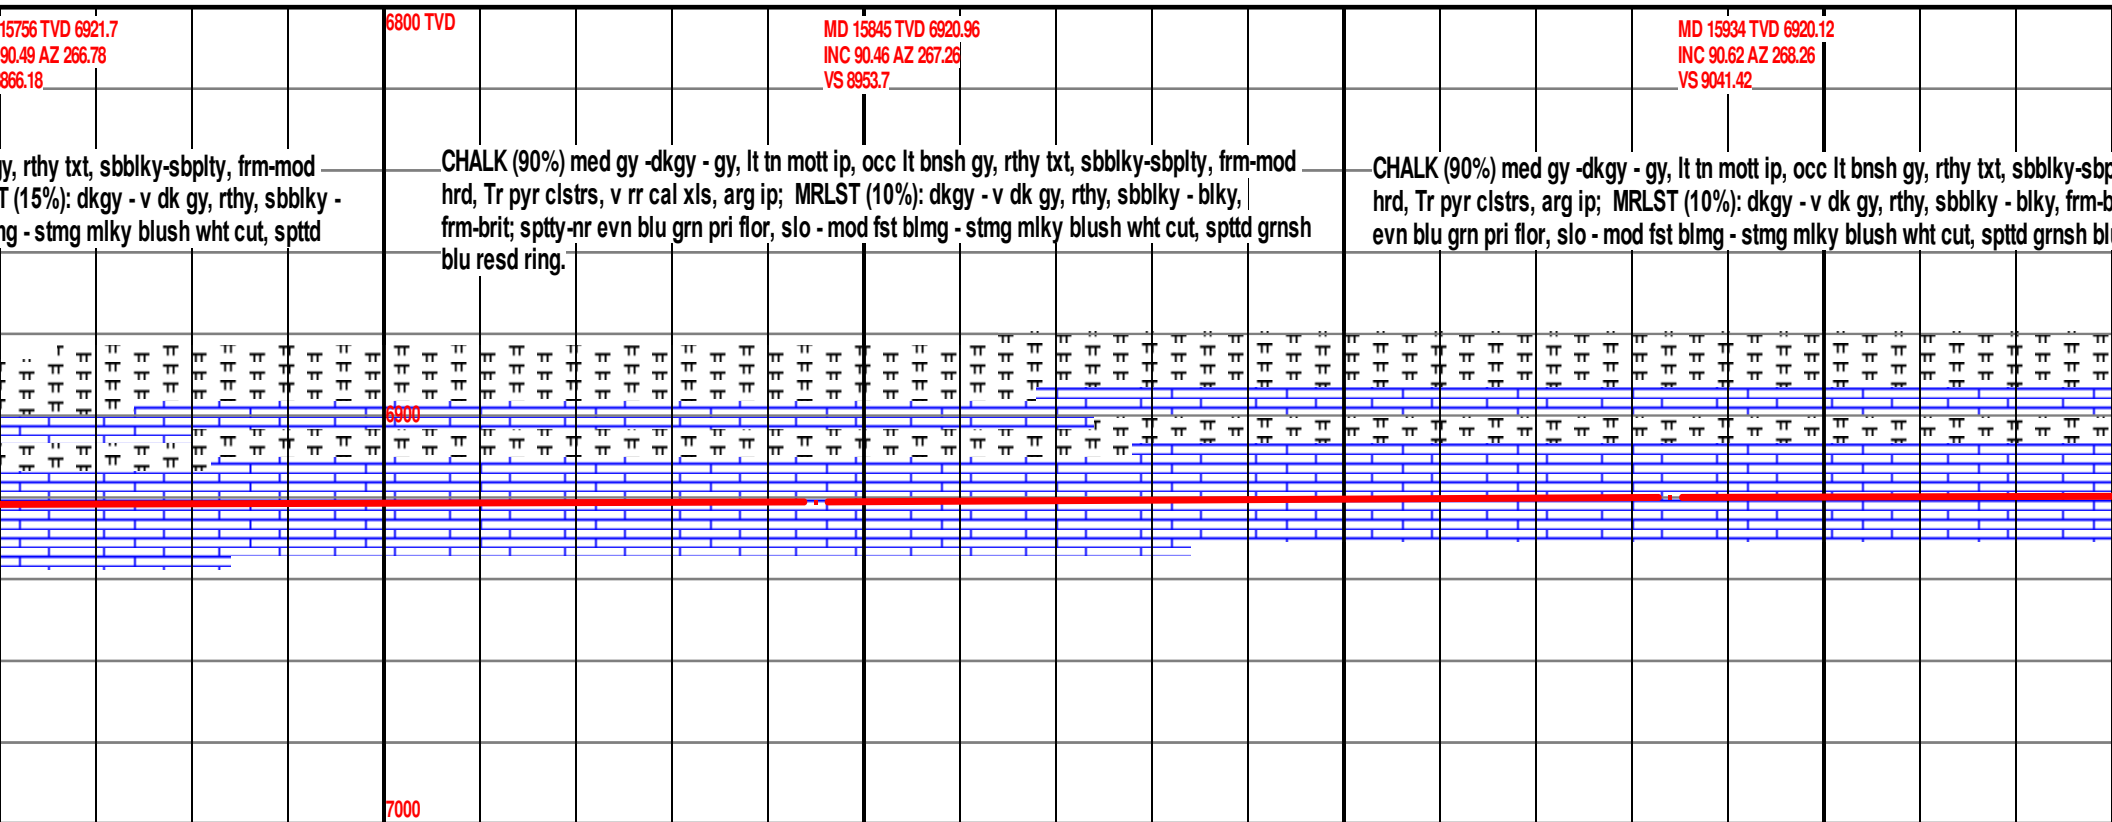 15756 TVD 6921.7
90.49 AZ 266.78
866.18
6800 TVD
MD 15845 TVD 6920.96
INC 90.46 AZ 267.26
VS 8953.7
MD 15934 TVD 6920.12
INC 90.62 AZ 268.26
VS 9041.42
gy, rthy txt, sbblky-sbplty, frm-mod
T (15%): dkgy - v dk gy, rthy, sbblky -
mg - stmg mlky blush wht cut, spttd
CHALK (90%) med gy -dkgy - gy, lt tn mott ip, occ lt bnsh gy, rthy txt, sbblky-sbplty, frm-mod
hrd, Tr pyr clstrs, v rr cal xls, arg ip;  MRLST (10%): dkgy - v dk gy, rthy, sbblky - blky,
frm-brit; sptty-nr evn blu grn pri flor, slo - mod fst blmg - stmg mlky blush wht cut, spttd grnsh
blu resd ring.
CHALK (90%) med gy -dkgy - gy, lt tn mott ip, occ lt bnsh gy, rthy txt, sbblky-sbp
hrd, Tr pyr clstrs, arg ip;  MRLST (10%): dkgy - v dk gy, rthy, sbblky - blky, frm-b
evn blu grn pri flor, slo - mod fst blmg - stmg mlky blush wht cut, spttd grnsh blu
6900
7000